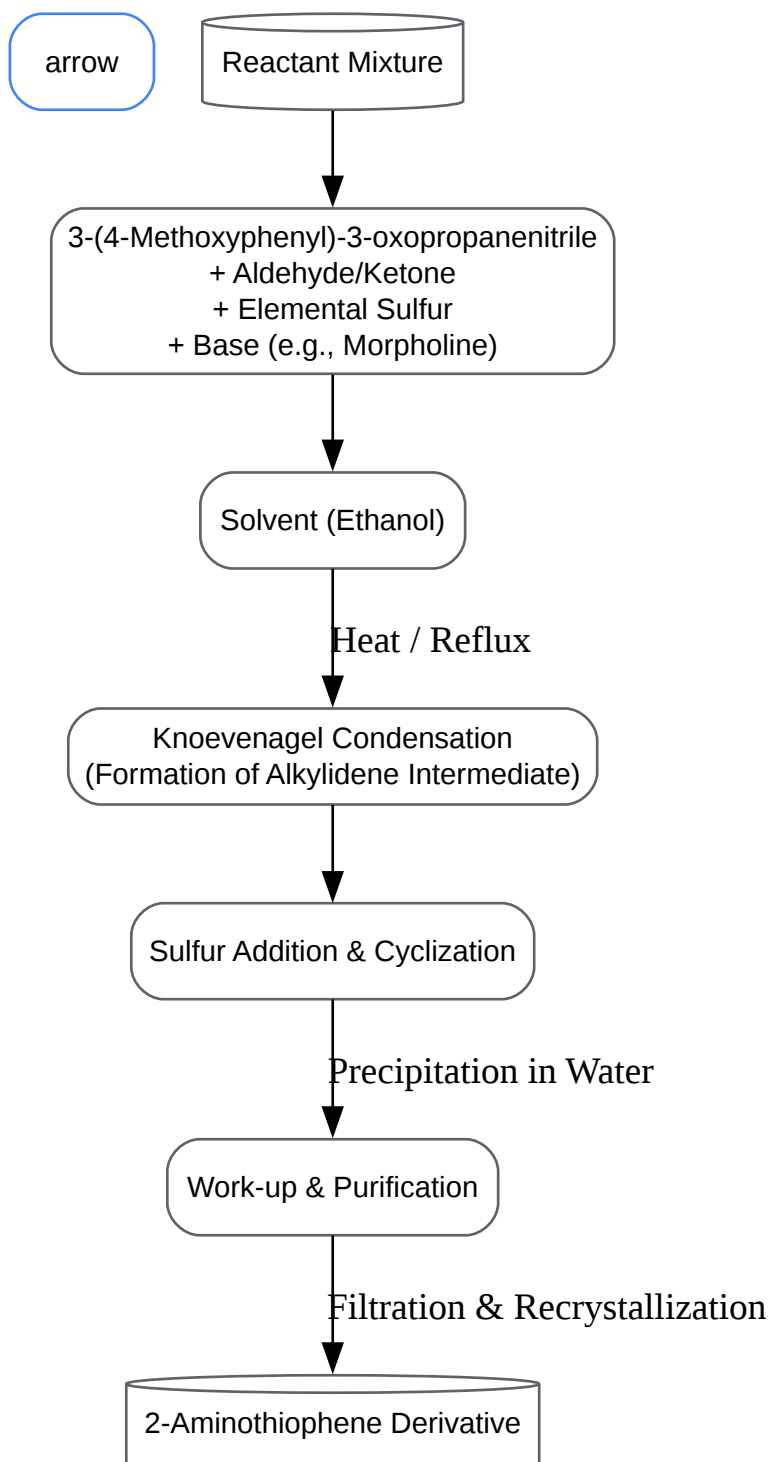 arrow
Reactant Mixture
3-(4-Methoxyphenyl)-3-oxopropanenitrile
+ Aldehyde/Ketone
+ Elemental Sulfur
+ Base (e.g., Morpholine)
Solvent (Ethanol)
Heat / Reflux
Knoevenagel Condensation
(Formation of Alkylidene Intermediate)
Sulfur Addition & Cyclization
Precipitation in Water
Work-up & Purification
Filtration & Recrystallization
2-Aminothiophene Derivative